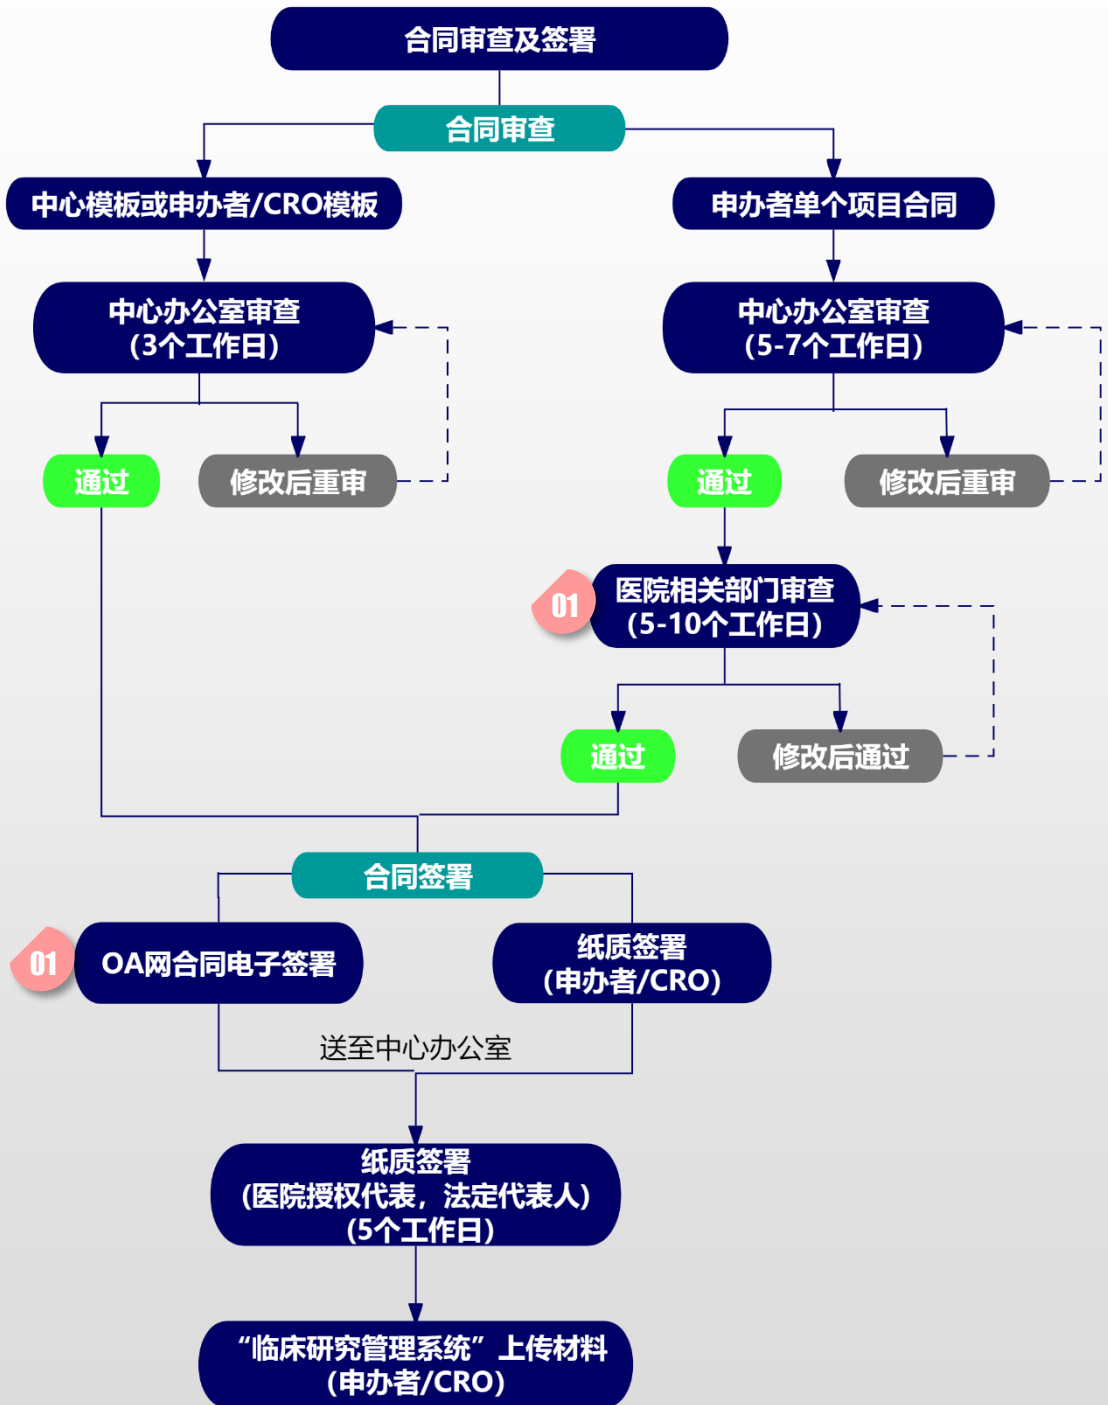 合同审查及签署
合同审查
中心模板或申办者/CRO模板
申办者单个项目合同
中心办公室审查
（3个工作日）
中心办公室审查
（5-7个工作日）
通过
修改后重审
通过
修改后重审
01
医院相关部门审查
（5-10个工作日）
通过
修改后通过
合同签署
01
OA网合同电子签署
纸质签署
（申办者/CRO）
送至中心办公室
纸质签署
(医院授权代表，法定代表人)
（5个工作日）
“临床研究管理系统”上传材料
（申办者/CRO）